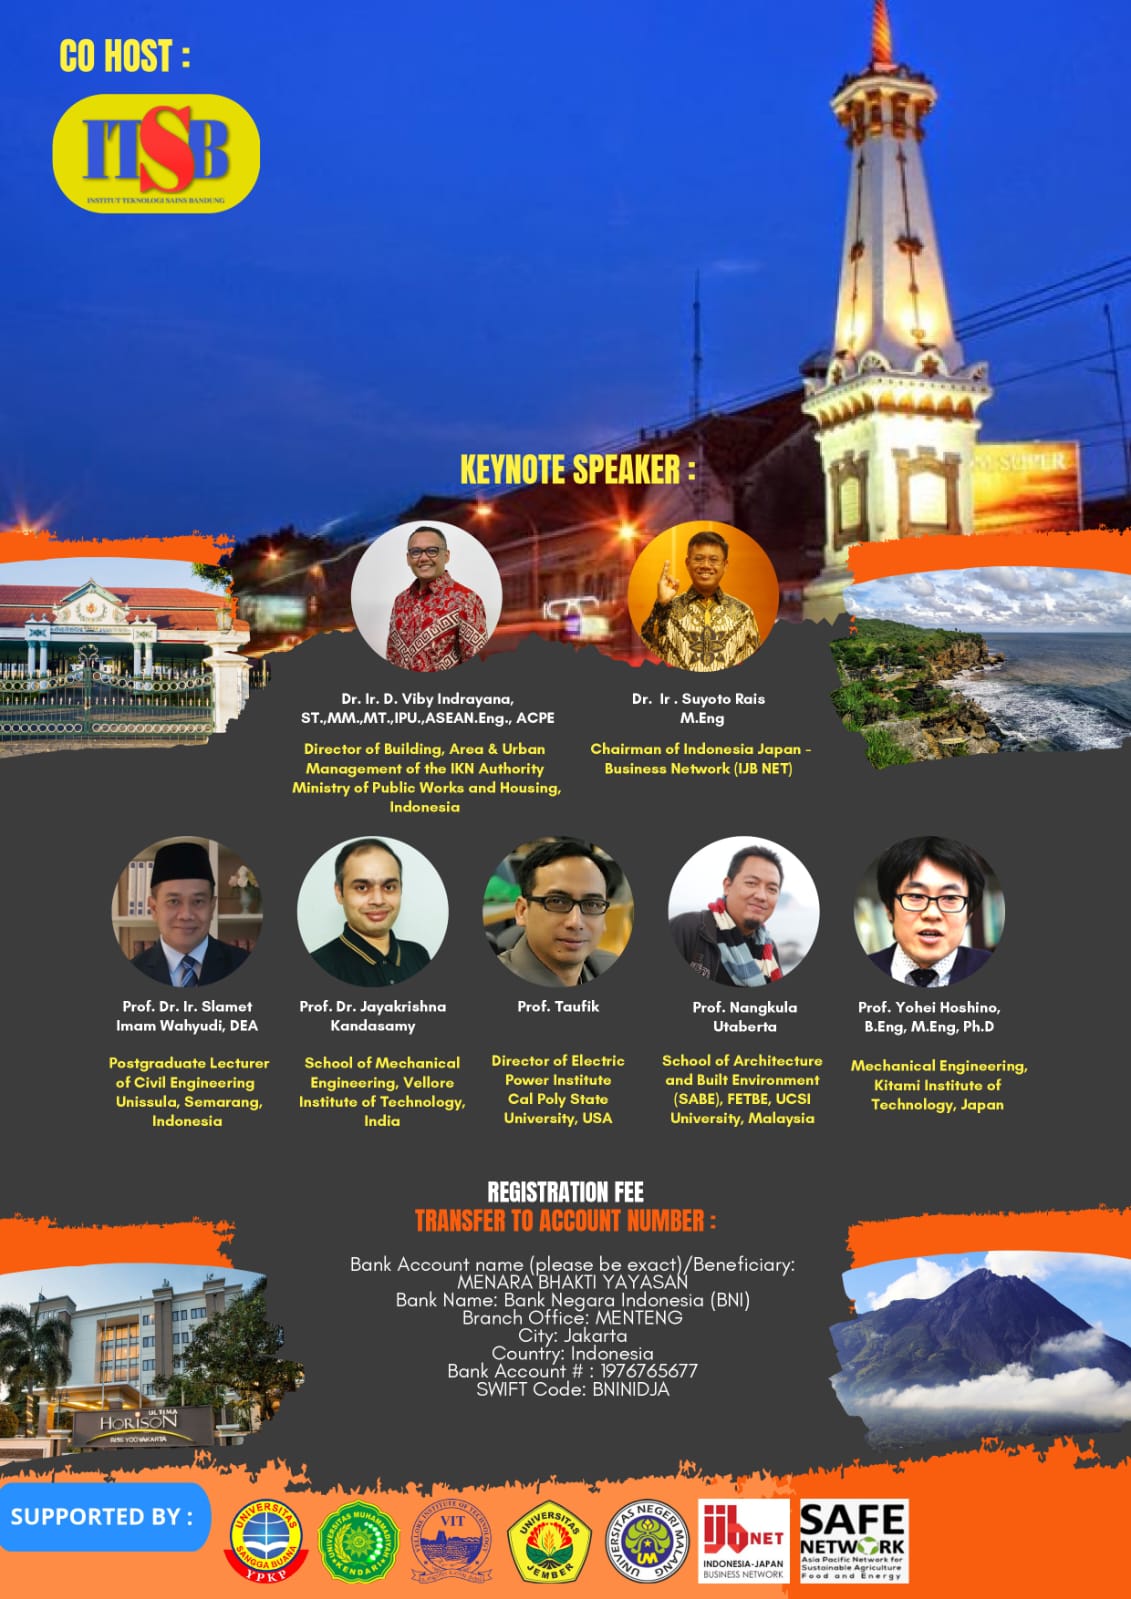 CO HOST :
ITSB
INSTITUT TEKNOLOGI SAINS BANDUNG
M SUPER
KEYNOTE SPEAKER :
Dr. Ir. D. Viby Indrayana,
ST.,MM.,MT.,IPU.,ASEAN.Eng., ACPE
Director of Building, Area & Urban
Management of the IKN Authority
Ministry of Public Works and Housing,
Indonesia
Dr. Ir . Suyoto Rais
M.Eng
Chairman of Indonesia Japan -
Business Network (IJB NET)
Prof. Dr. Ir. Slamet
Imam Wahyudi, DEA
Postgraduate Lecturer
of Civil Engineering
Unissula, Semarang,
Indonesia
Prof. Dr. Jayakrishna
Kandasamy
School of Mechanical
Engineering, Vellore
Institute of Technology,
India
Prof. Taufik
Director of Electric
Power Institute
Cal Poly State
University, USA
Prof. Nangkula
Utaberta
School of Architecture
and Built Environment
(SABE), FETBE, UCSI
University, Malaysia
Prof. Yohei Hoshino,
B.Eng, M.Eng, Ph.D
Mechanical Engineering,
Kitami Institute of
Technology, Japan
REGISTRATION FEE
TRANSFER TO ACCOUNT NUMBER :
Bank Account name (please be exact)/Beneficiary:
MENARA BHAKTI YAYASAN
Bank Name: Bank Negara Indonesia (BNI)
Branch Office: MENTENG
City: Jakarta
Country: Indonesia
Bank Account # : 1976765677
SWIFT Code: BNINIDJA
ULTIMA
HORISON
RISS YOGYAKARTA
SUPPORTED BY :
UNIVERSITAS
SANGGA BUANA
YPKP
UNIVERSITAS MUHAMMADIYAH
KENDARI
VELLORE INSTITUTE OF TECHNOLOGY
VIT
UNIVERSITAS
JEMBER
UNIVERSITAS NEGERI MALANG
UM
ijb NET
INDONESIA-JAPAN
BUSINESS NETWORK
SAFE
NETWORK
Asia Pacific Network for
Sustainable Agriculture
Food and Energy